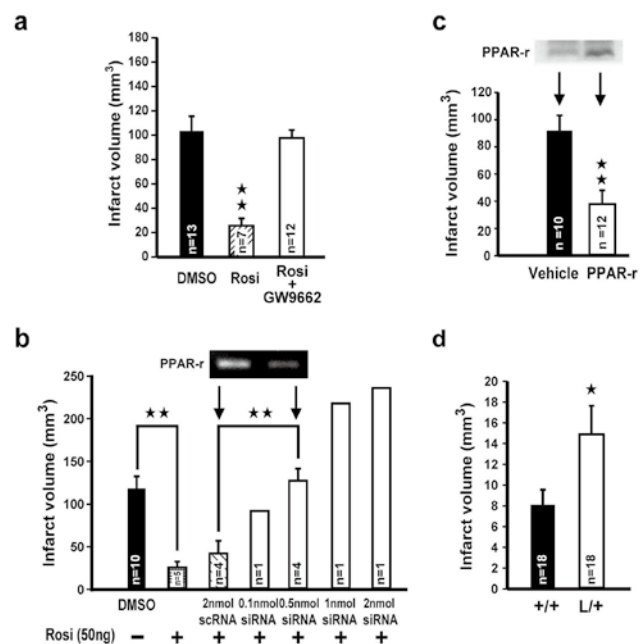 a
Infarct volume (mm3)
180
160
140
120
100
80
60
40
20
0
n=13
n=7
n=12
★
★
DMSO
Rosi
Rosi
+
GW9662
c
PPAR-r
Infarct volume (mm3)
120
100
80
60
40
20
0
★
★
n =10
n =12
Vehicle
PPAR-r
b
PPAR-r
Infarct volume (mm3)
250
200
150
100
50
0
★★
★★
n=10
n=5
n=4
n=1
n=4
n=1
n=1
DMSO
2nmol 0.1nmol 0.5nmol 1nmol 2nmol
scRNA siRNA siRNA siRNA siRNA
Rosi (50ng) − + + + + + +
d
Infarct volume (mm3)
20
18
16
14
12
10
8
6
4
2
0
★
n=18
n=18
+/+
L/+